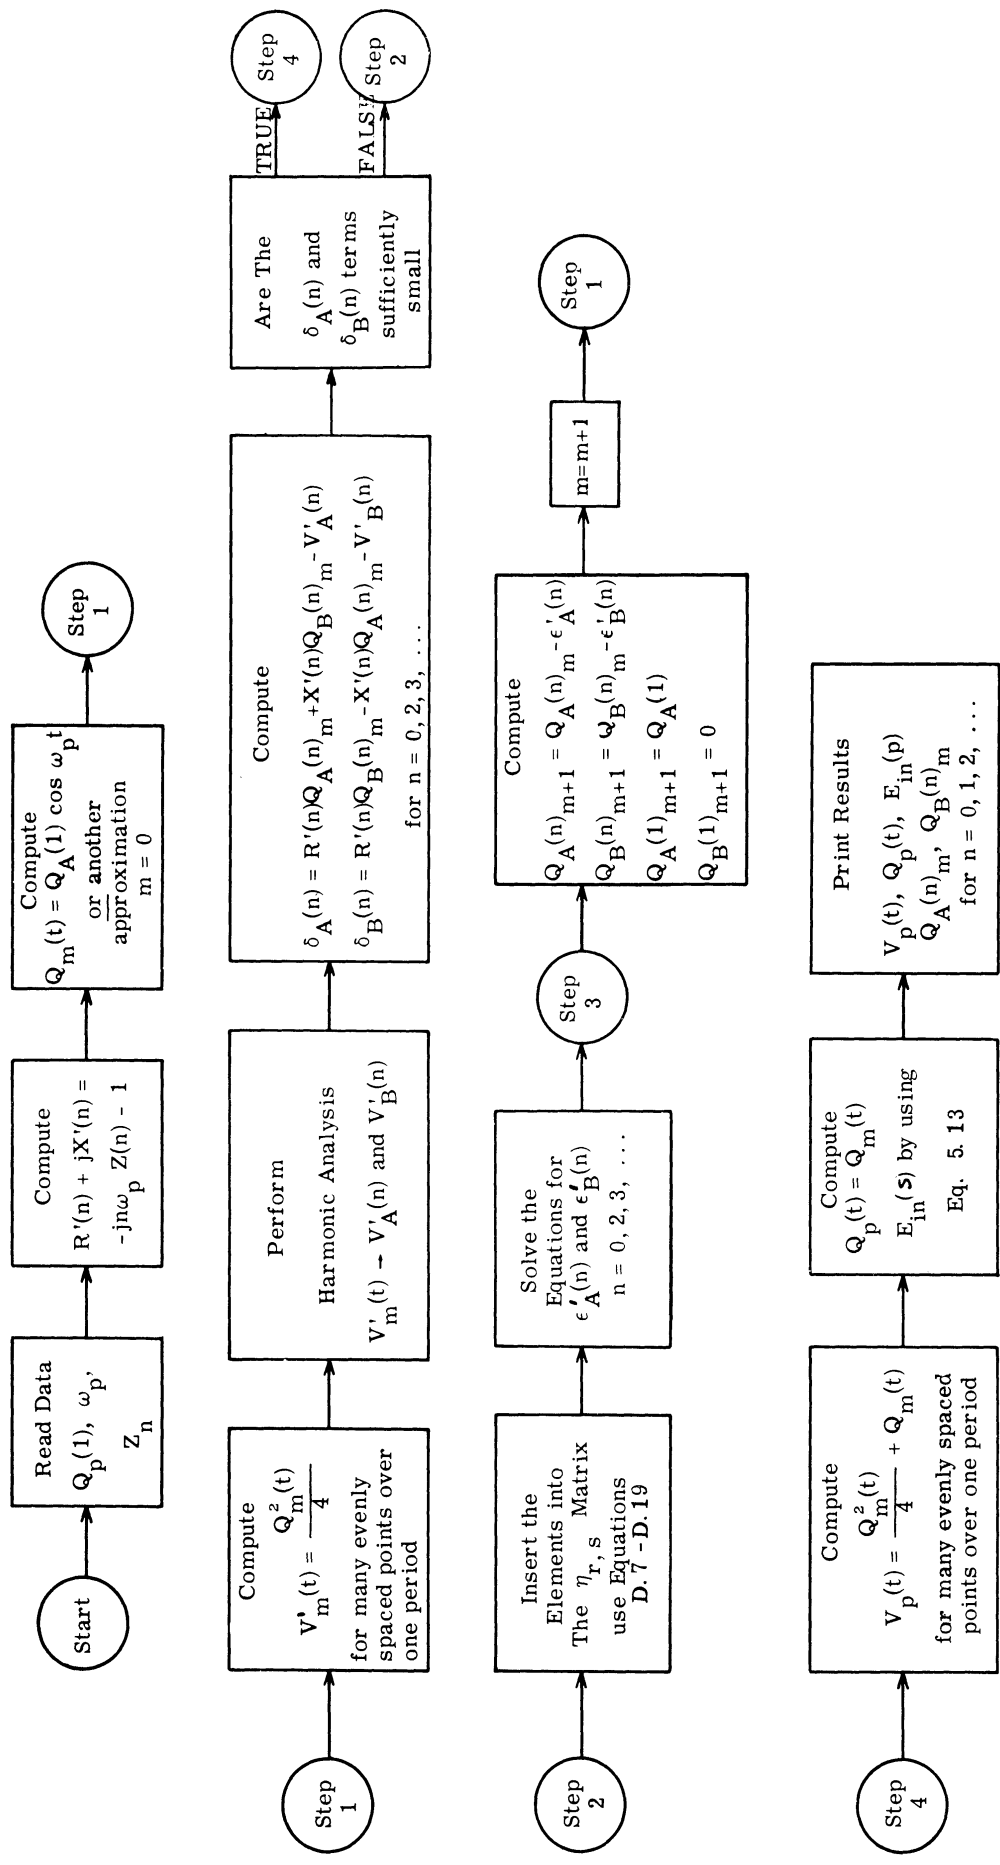 Start
Read Data
Q_p(1), ω_p,
Z_n
Compute
R'(n) + jX'(n) =
-jnω_p Z(n) - 1
Compute
Q_m(t) = Q_A(1) cos ω_p t
or another
approximation
m = 0
Step
1
Step
1
Compute
V'_m(t) = Q_m^2(t) / 4
for many evenly
spaced points over
one period
Perform
Harmonic Analysis
V'_m(t) → V'_A(n) and V'_B(n)
Compute
δ_A(n) = R'(n)Q_A(n)_m +X'(n)Q_B(n)_m -V'_A(n)
δ_B(n) = R'(n)Q_B(n)_m -X'(n)Q_A(n)_m -V'_B(n)
for n = 0, 2, 3, ...
Are The
δ_A(n) and
δ_B(n) terms
sufficiently
small
TRUE
Step
4
FALSE
Step
2
Step
2
Insert the
Elements into
The η_r, s Matrix
use Equations
D. 7 -D. 19
Solve the
Equations for
ϵ'_A(n) and ϵ'_B(n)
n = 0, 2, 3, ...
Step
3
Compute
Q_A(n)_m+1 = Q_A(n)_m -ϵ'_A(n)
Q_B(n)_m+1 = Q_B(n)_m -ϵ'_B(n)
Q_A(1)_m+1 = Q_A(1)
Q_B(1)_m+1 = 0
m=m+1
Step
1
Step
4
Compute
V_p(t) = Q_m^2(t) / 4 + Q_m(t)
for many evenly spaced
points over one period
Compute
Q_p(t) = Q_m(t)
E_in(s) by using
Eq. 5. 13
Print Results
V_p(t), Q_p(t), E_in(p)
Q_A(n)_m, Q_B(n)_m
for n = 0, 1, 2, ...